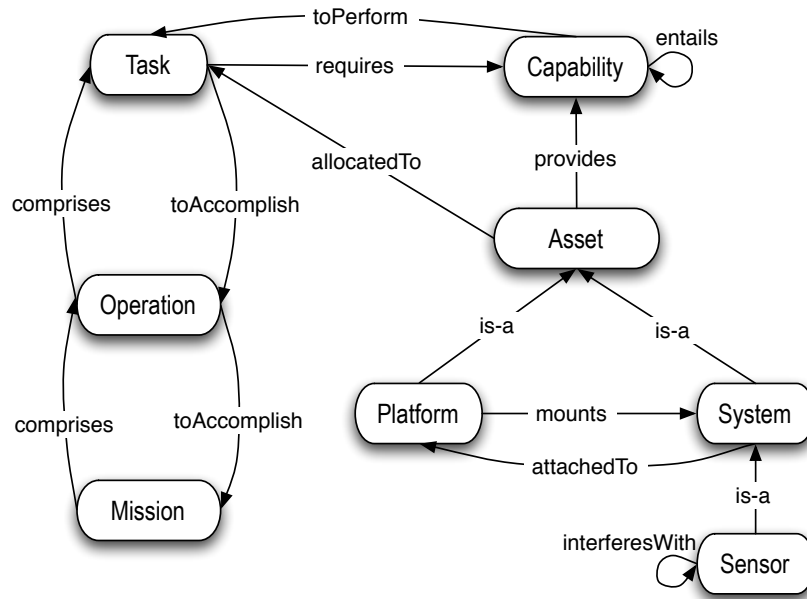 toPerform
entails
Task
requires
Capability
allocatedTo
provides
comprises
toAccomplish
Asset
Operation
is-a
is-a
comprises
toAccomplish
Platform
mounts
System
attachedTo
Mission
is-a
interferesWith
Sensor